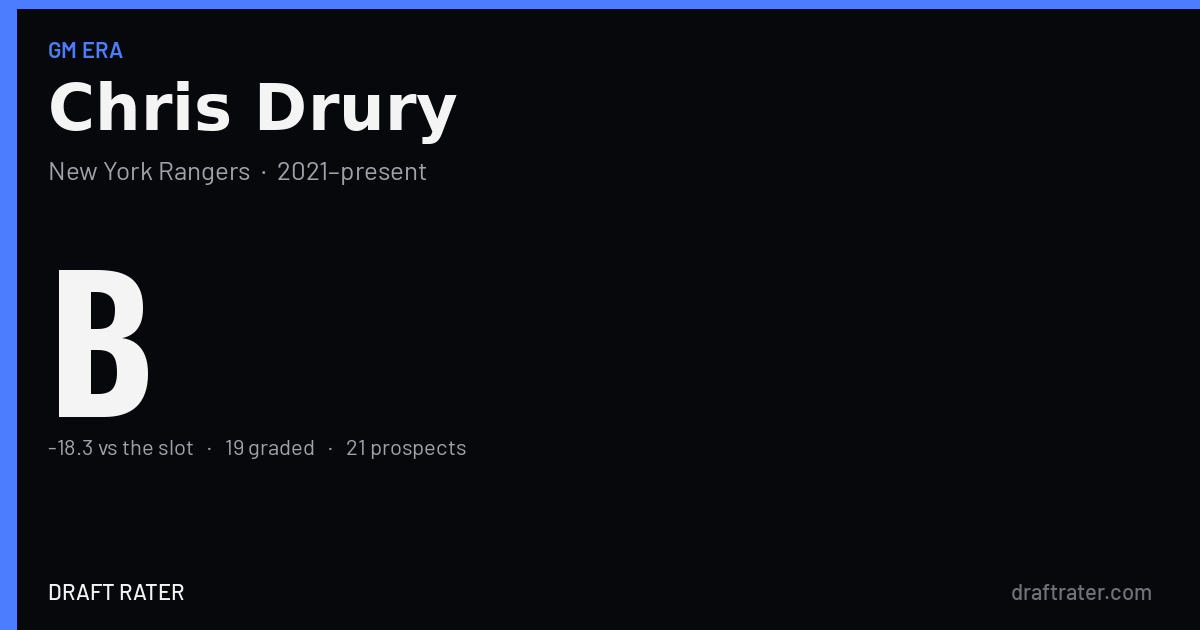 GM ERA
Chris Drury
New York Rangers · 2021–present
B
-18.3 vs the slot · 19 graded · 21 prospects
DRAFT RATER
draftrater.com